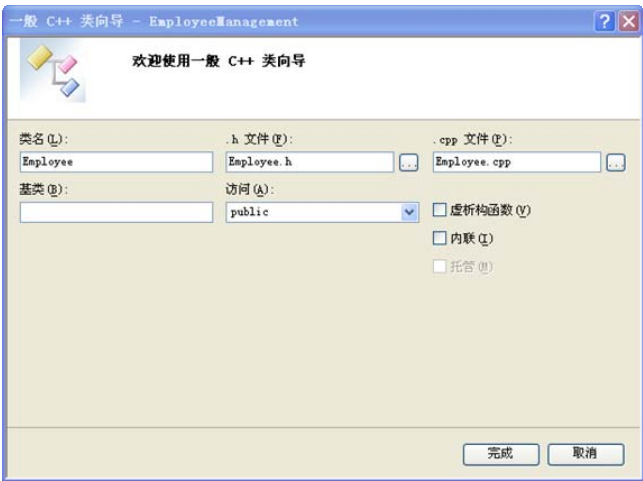 一般 C++ 类向导 - EmployeeManagement
欢迎使用一般 C++ 类向导
类名(L): .h 文件(F): .cpp 文件(P):
Employee Employee.h ... Employee.cpp ...
基类(B): 访问(A):
public 虚析构函数(V)
内联(I)
托管(M)
完成 取消